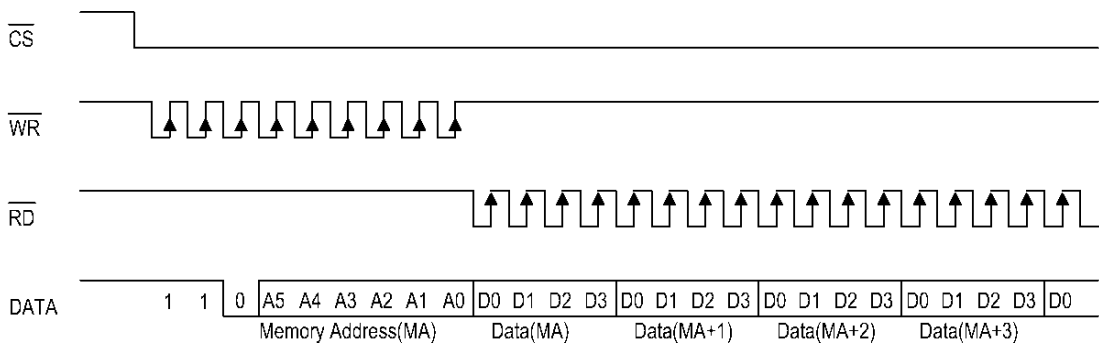 CS
WR
RD
DATA 1 1 0 A5 A4 A3 A2 A1 A0 D0 D1 D2 D3 D0 D1 D2 D3 D0 D1 D2 D3 D0 D1 D2 D3 D0
Memory Address(MA) Data(MA) Data(MA+1) Data(MA+2) Data(MA+3)